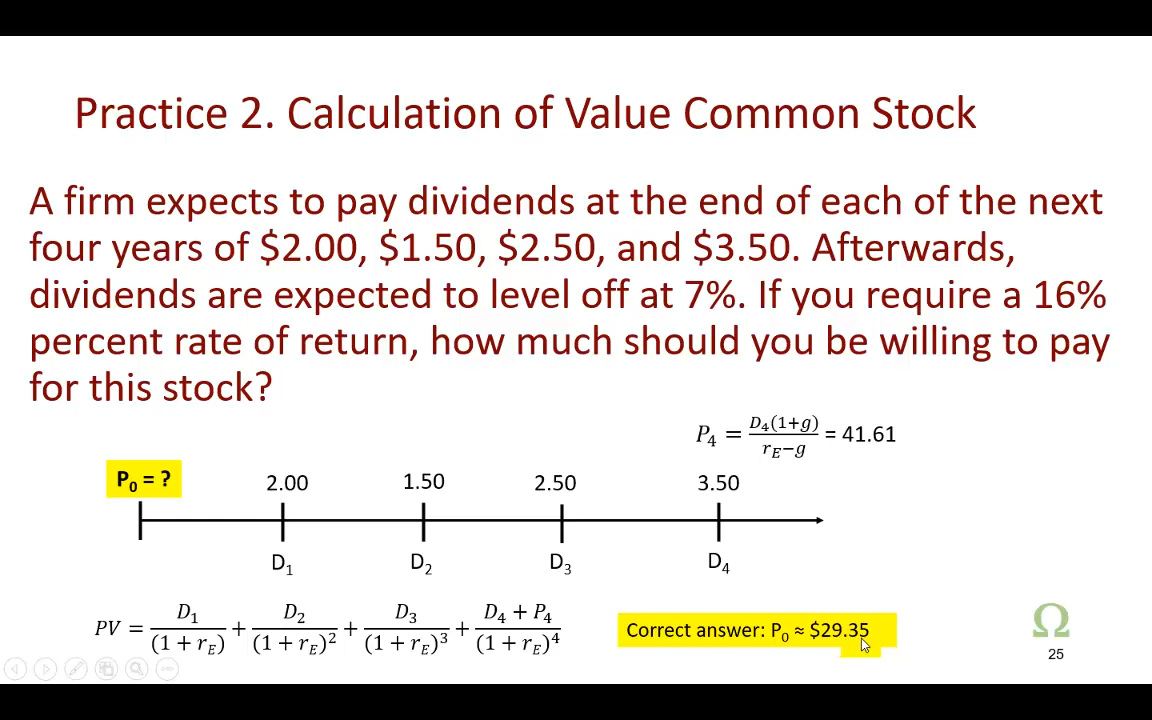 Practice 2. Calculation of Value Common Stock
A firm expects to pay dividends at the end of each of the next
four years of $2.00, $1.50, $2.50, and $3.50. Afterwards,
dividends are expected to level off at 7%. If you require a 16%
percent rate of return, how much should you be willing to pay
for this stock?
P₄ = D₄(1+g) / rE−g = 41.61
P₀ = ? 2.00 1.50 2.50 3.50
D₁ D₂ D₃ D₄
PV = D₁ / (1 + rE) + D₂ / (1 + rE)² + D₃ / (1 + rE)³ + D₄ + P₄ / (1 + rE)⁴
Correct answer: P₀ ≈ $29.35
Ω
25